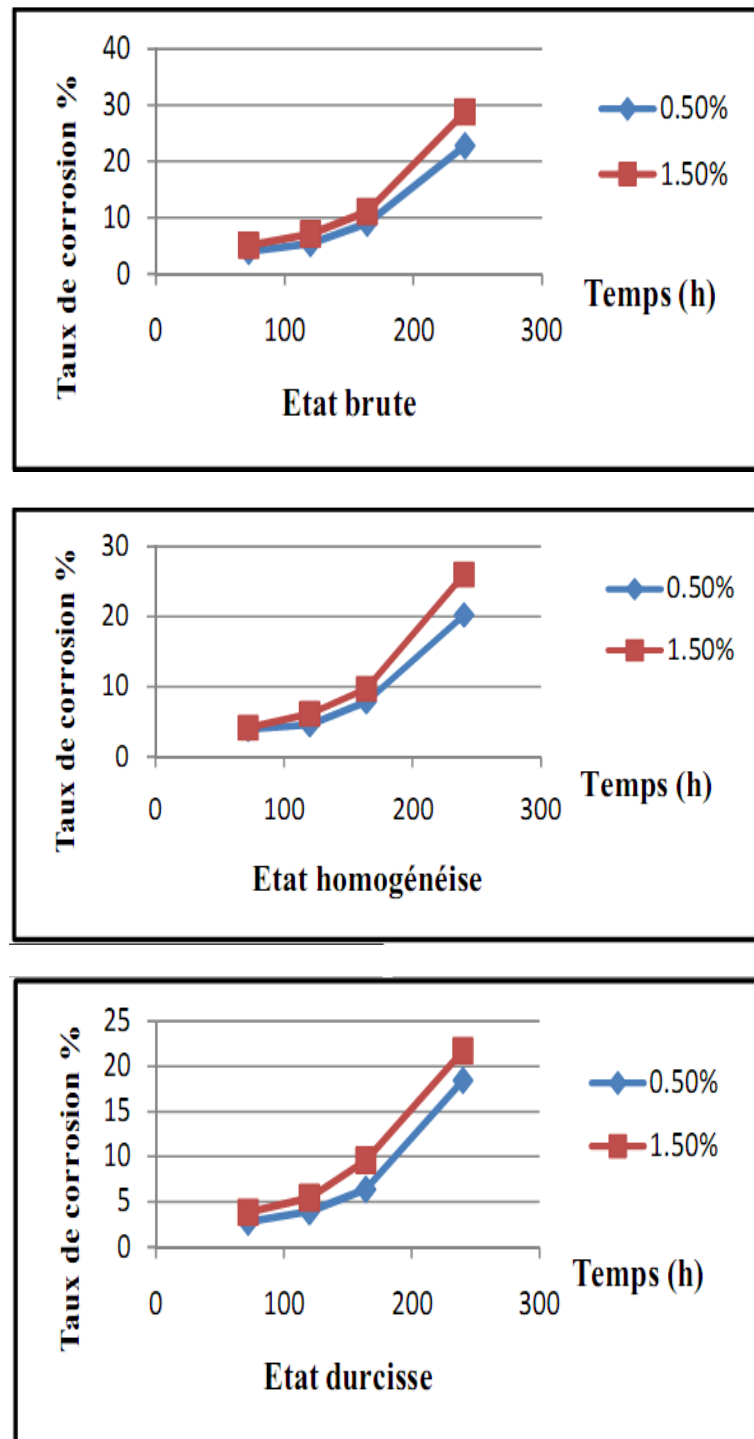 Taux de corrosion %
40
30
20
10
0
0 100 200 300
Temps (h)
Etat brute
0.50%
1.50%
Taux de corrosion %
30
20
10
0
0 100 200 300
Temps (h)
Etat homogénéise
0.50%
1.50%
Taux de corrosion %
25
20
15
10
5
0
0 100 200 300
Temps (h)
Etat durcisse
0.50%
1.50%